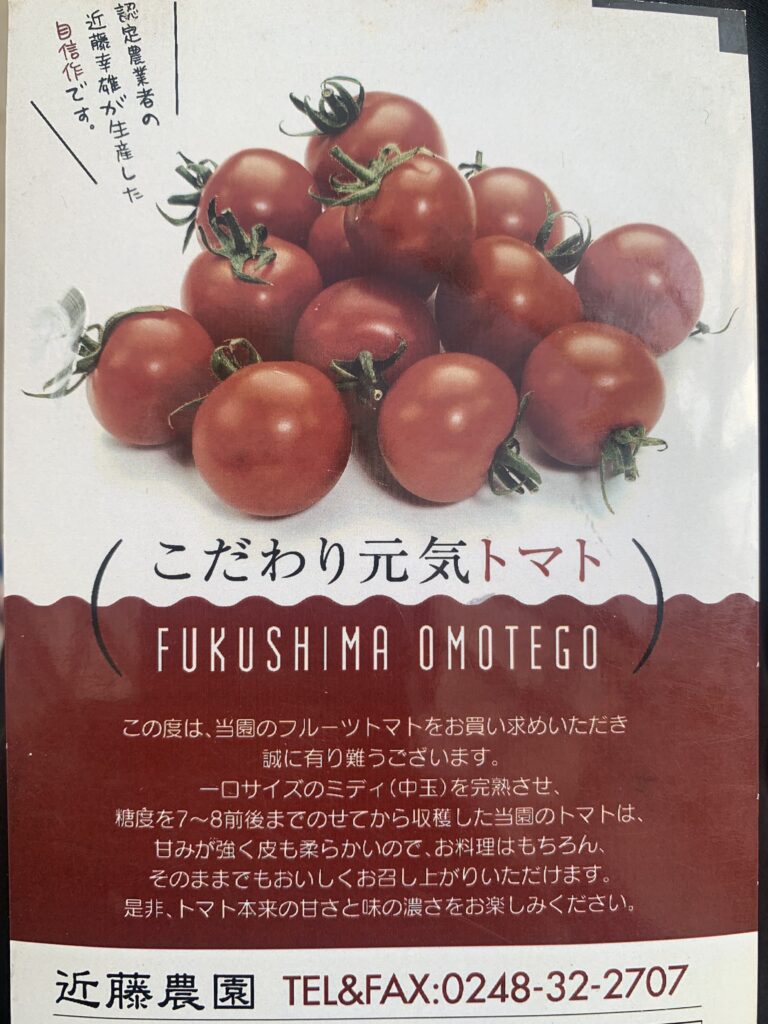 認定農業者の
近藤幸雄が生産した
自信作です。
こだわり元気トマト
FUKUSHIMA OMOTEGO
この度は、当園のフルーツトマトをお買い求めいただき
誠に有り難うございます。
一口サイズのミディ(中玉)を完熟させ、
糖度を7〜8前後までのせてから収穫した当園のトマトは、
甘みが強く皮も柔らかいので、お料理はもちろん、
そのままでもおいしくお召し上がりいただけます。
是非、トマト本来の甘さと味の濃さをお楽しみください。
近藤農園 TEL&FAX:0248-32-2707